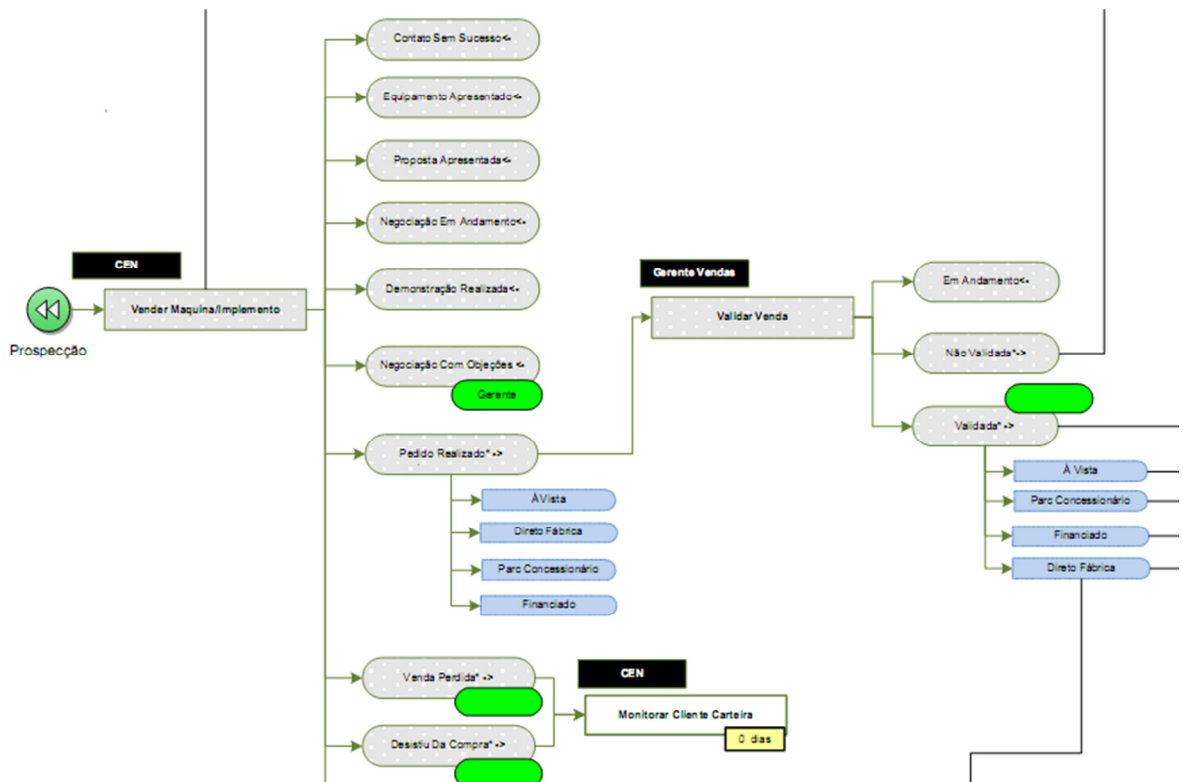 Contato Sem Sucesso<-
Equipamento Apresentado<-
Proposta Apresentada<-
Negociação Em Andamento<-
CEN
Gerente Vendas
Em Andamento<-
Demonstração Realizada<-
Vender Maquina/Implemento
Validar Venda
Prospecção
Não Validada*->
Negociação Com Objeções <-
Gerente
Validada* ->
Pedido Realizado* ->
À Vista
À Vista
Parc Concessionário
Direto Fábrica
Financiado
Parc Concessionário
Direto Fábrica
Financiado
Venda Perdida* ->
CEN
Monitorar Cliente Carteira
0 dias
Desistiu Da Compra* ->